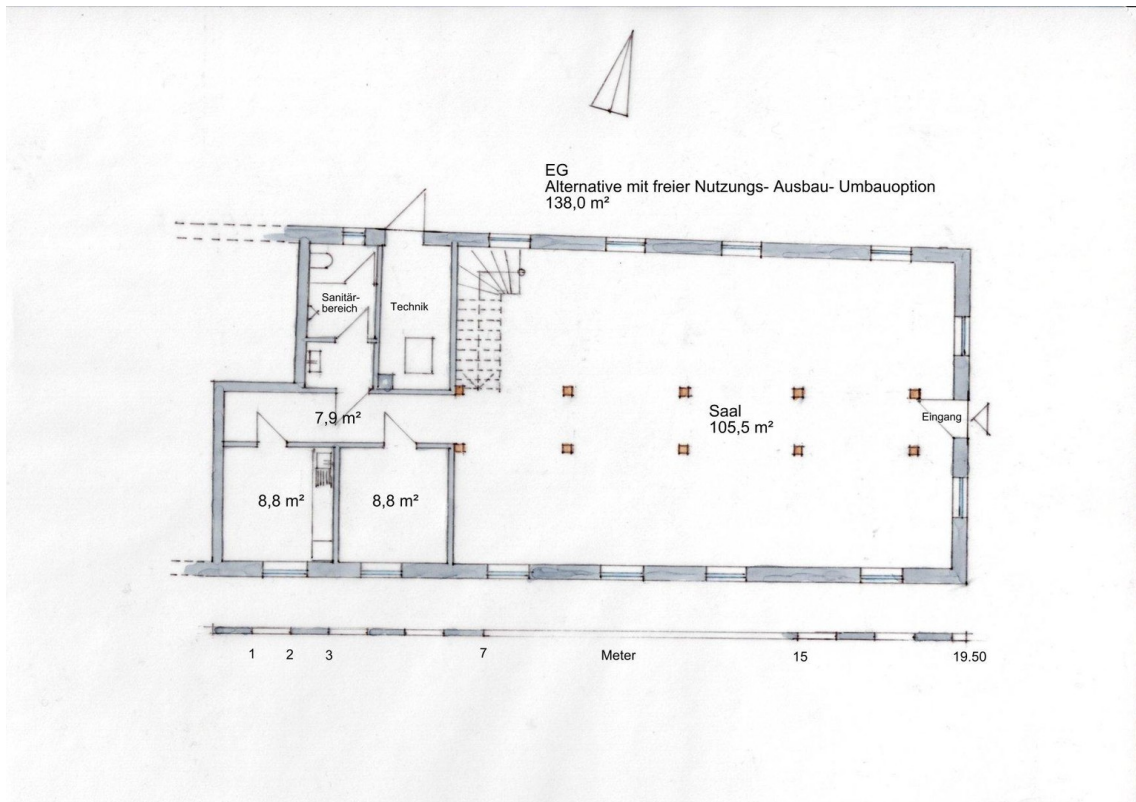 EG
Alternative mit freier Nutzungs- Ausbau- Umbauoption
138,0 m²
Sanitär-
bereich
Technik
7,9 m²
Saal
105,5 m²
Eingang
8,8 m²
8,8 m²
1 2 3 7 Meter 15 19.50